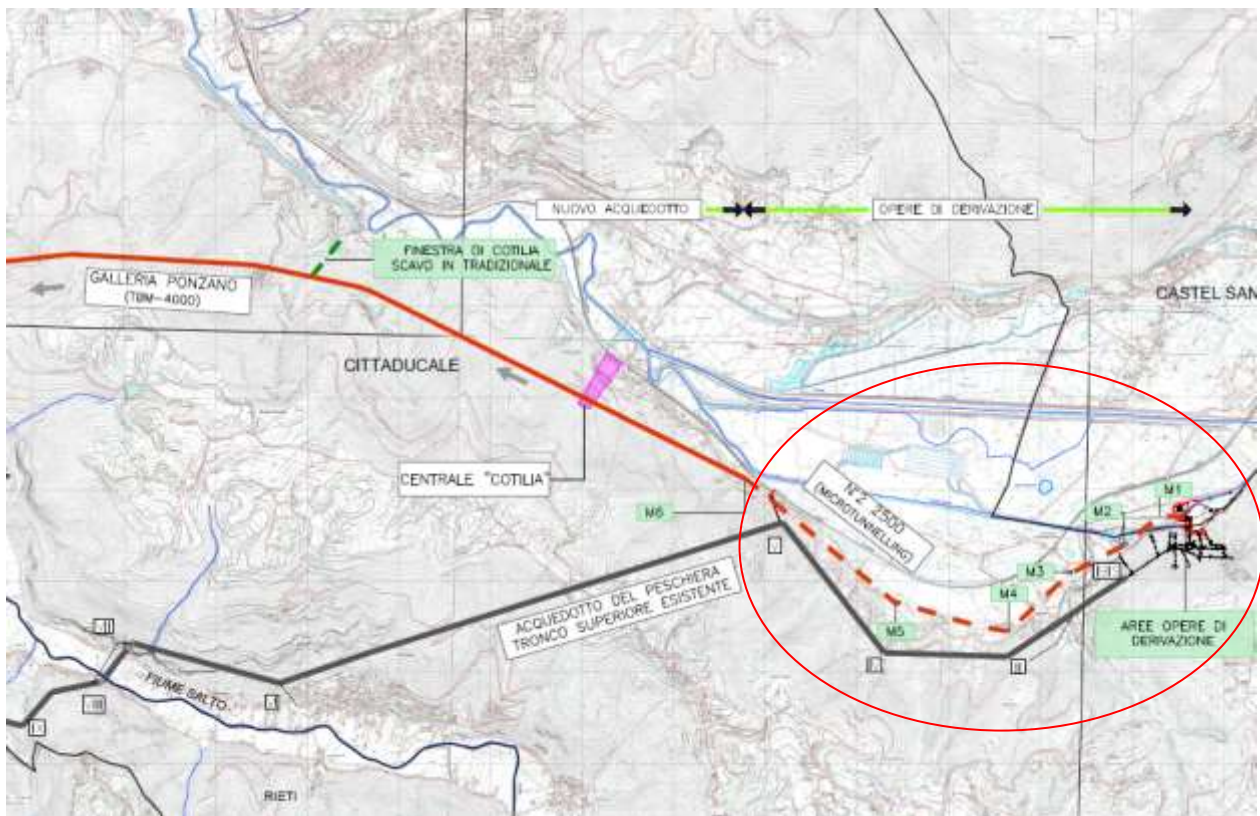 NUOVO ACQUEDOTTO
OPERE DI DERIVAZIONE
FINESTRA DI COTILIA
SCAVO IN TRADIZIONALE
GALLERIA PONZANO
(TBM-4000)
CASTEL SAN
CITTADUCALE
CENTRALE "COTILIA"
N°2 2500
(MICROTUNNELLING)
M1
M2
M6
M3
M4
M5
ACQUEDOTTO DEL PESCHIERA
TRONCO SUPERIORE ESISTENTE
AREE OPERE DI
DERIVAZIONE
FIUME SALTO
RIETI